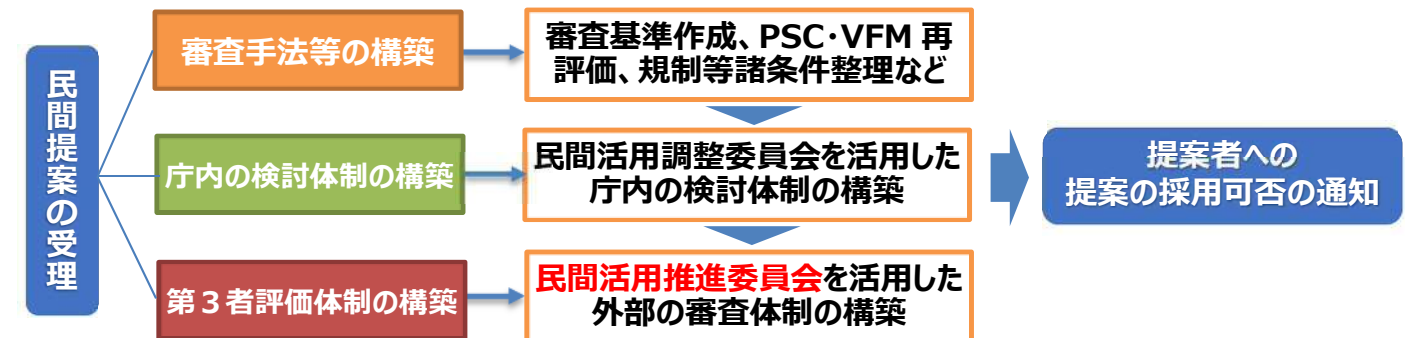 民間提案の受理
審査手法等の構築
審査基準作成、PSC・VFM 再
評価、規制等諸条件整理など
庁内の検討体制の構築
民間活用調整委員会を活用した
庁内の検討体制の構築
第３者評価体制の構築
民間活用推進委員会を活用した
外部の審査体制の構築
提案者への
提案の採用可否の通知